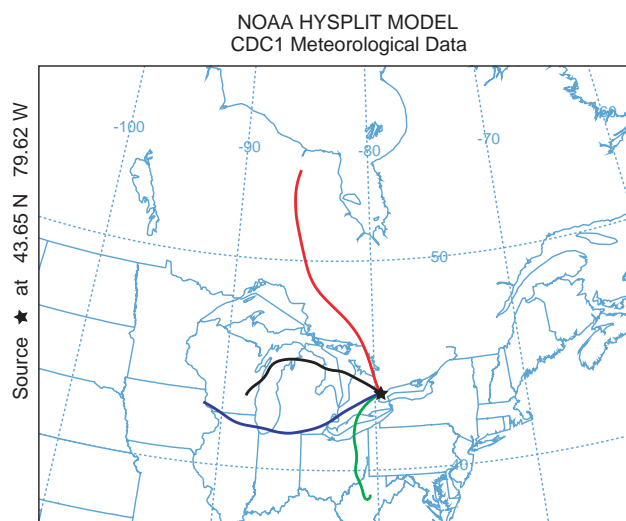 NOAA HYSPLIT MODEL
CDC1 Meteorological Data
Source ★ at 43.65 N 79.62 W
-100
-90
-80
-70
-60
50
40